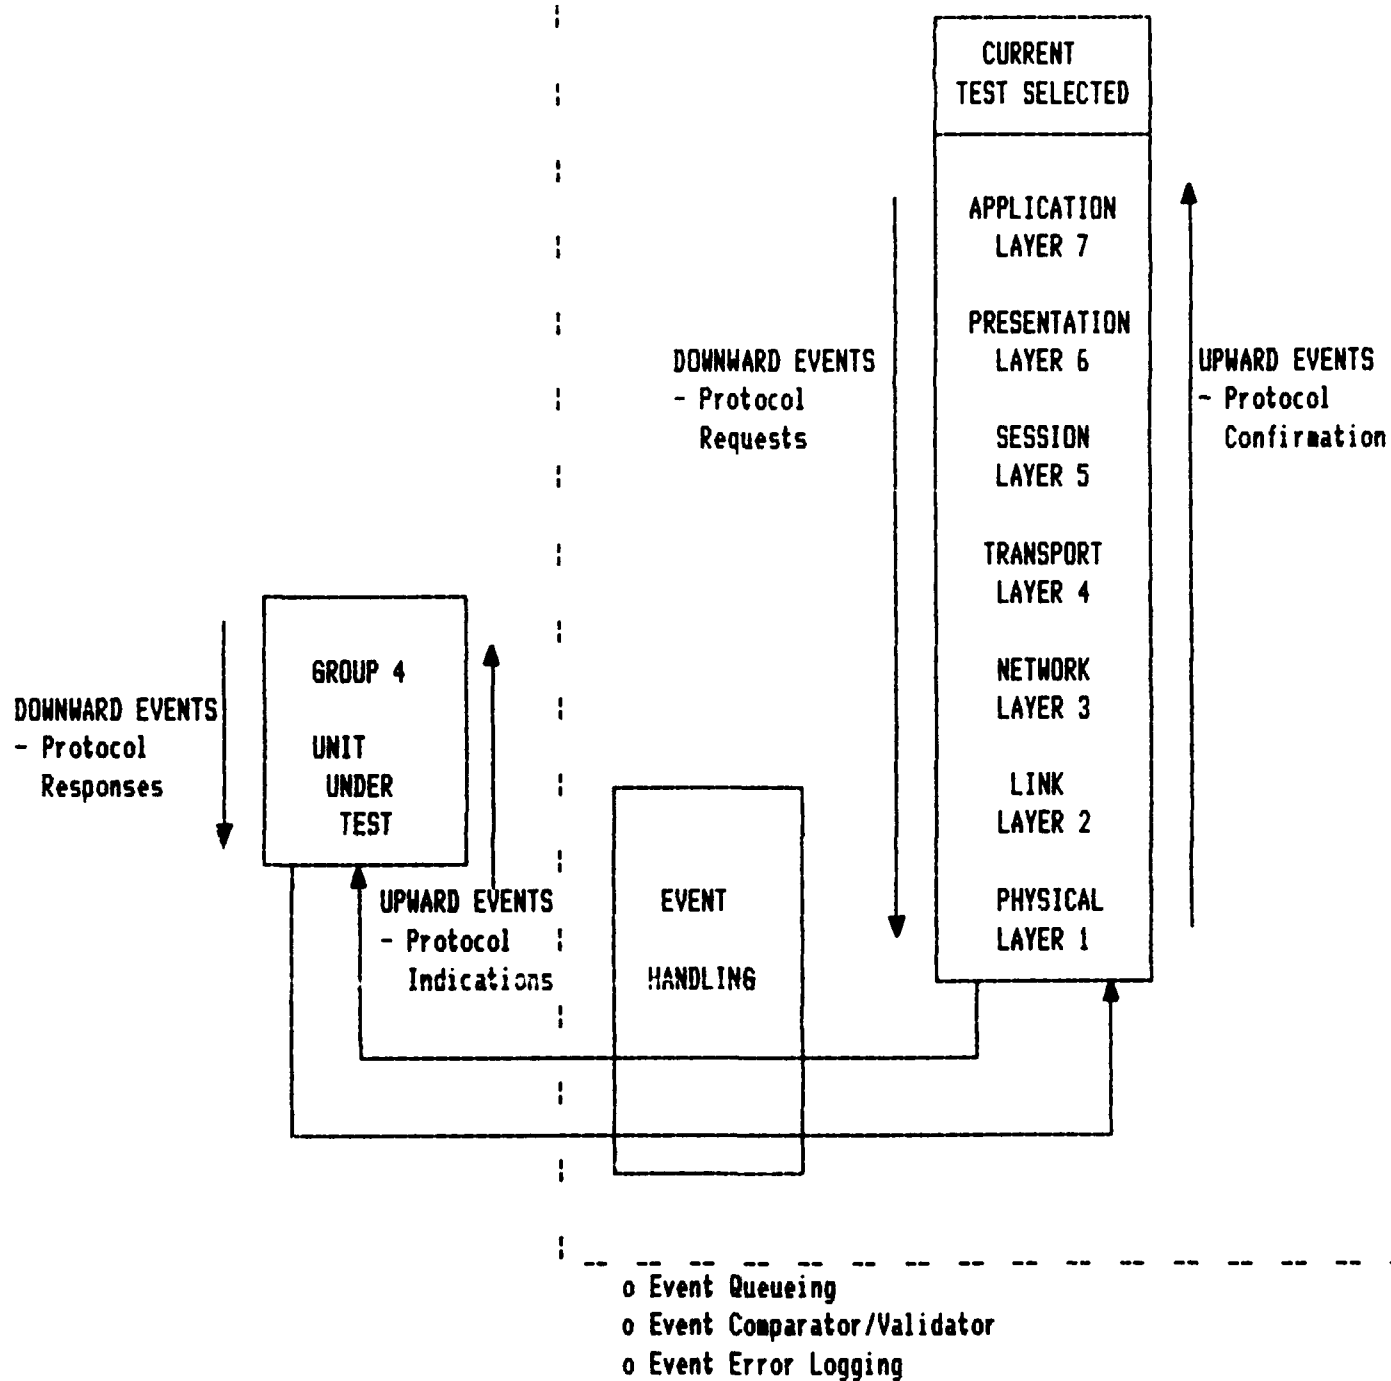 CURRENT
TEST SELECTED
APPLICATION
LAYER 7
PRESENTATION
LAYER 6
SESSION
LAYER 5
TRANSPORT
LAYER 4
NETWORK
LAYER 3
LINK
LAYER 2
PHYSICAL
LAYER 1
DOWNWARD EVENTS
- Protocol
Requests
UPWARD EVENTS
- Protocol
Confirmation
GROUP 4
UNIT
UNDER
TEST
DOWNWARD EVENTS
- Protocol
Responses
UPWARD EVENTS
- Protocol
Indications
EVENT
HANDLING
o Event Queueing
o Event Comparator/Validator
o Event Error Logging